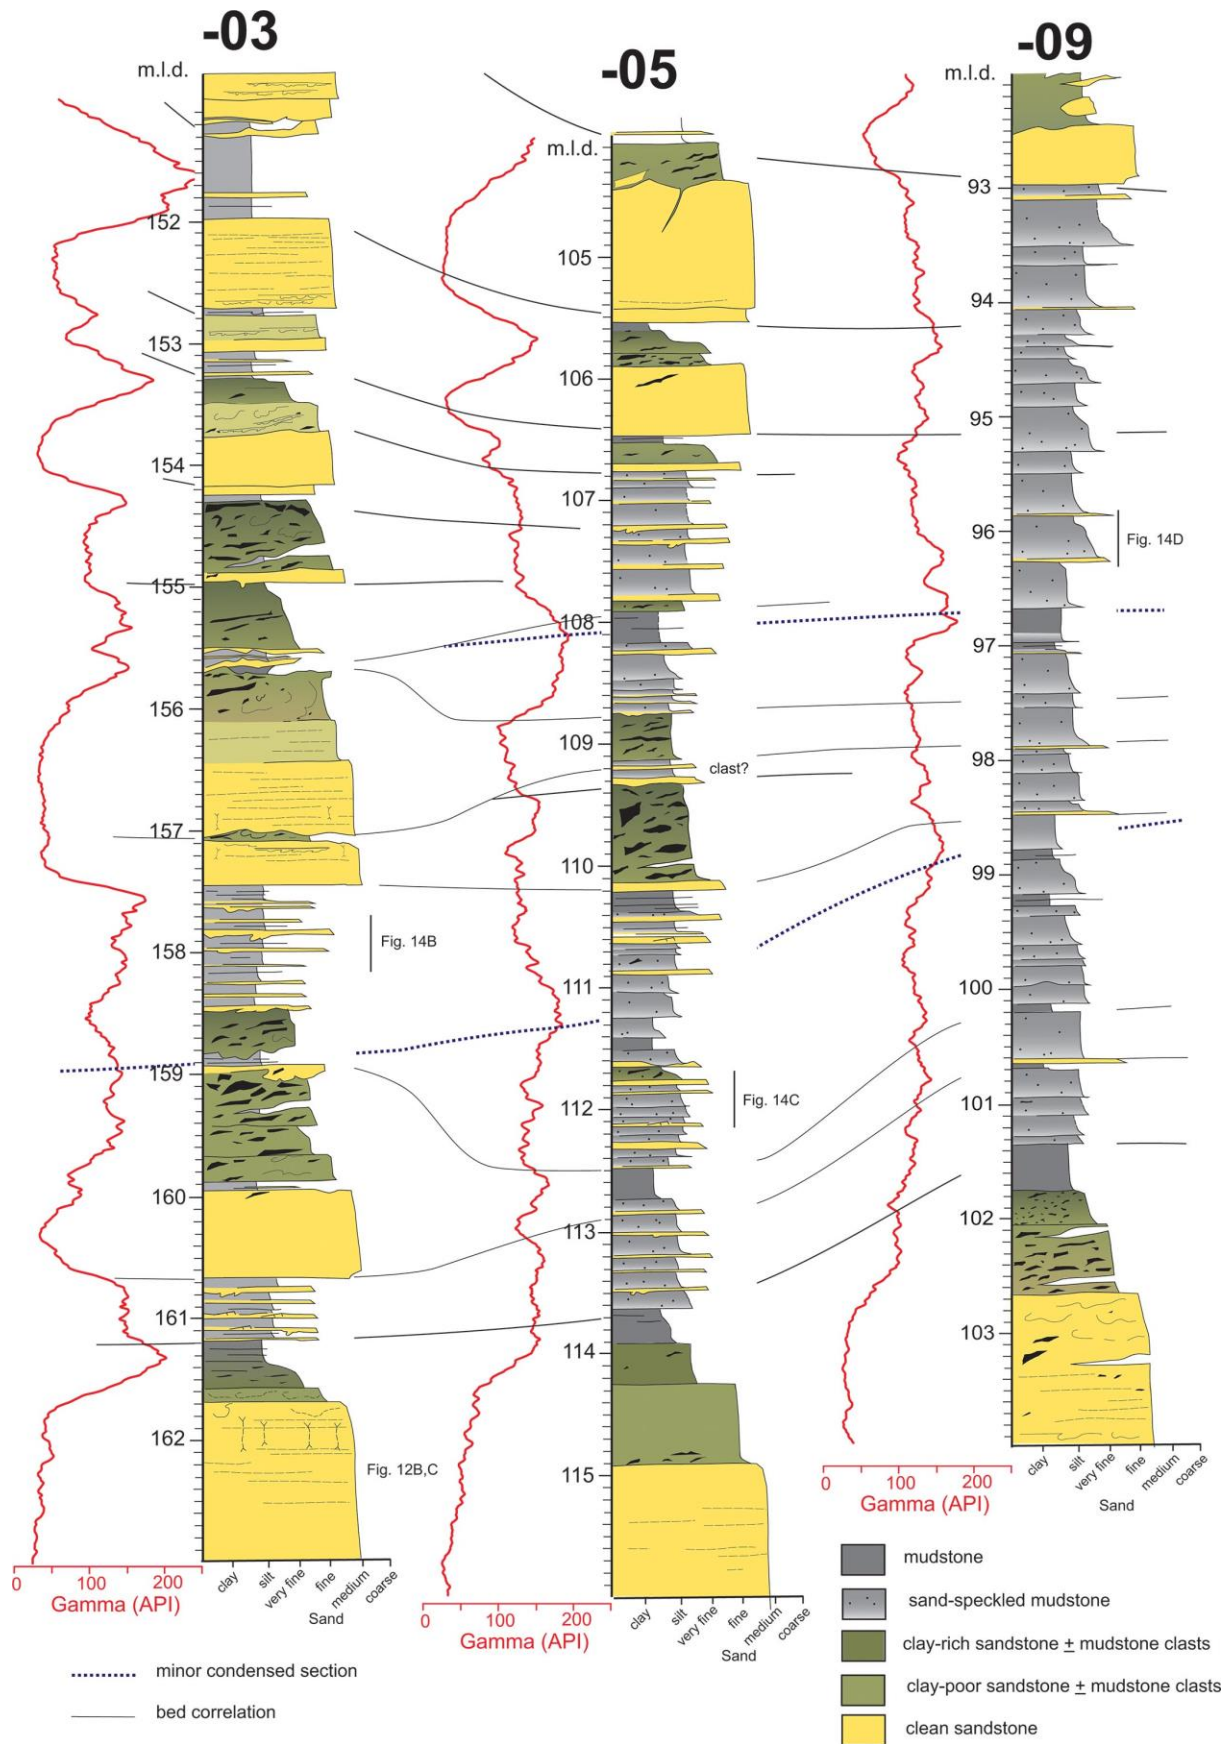 -03
-05
-09
m.l.d.
152
153
154
155
156
157
158
159
160
161
162
Fig. 14B
Fig. 12B,C
0 100 200
Gamma (API)
clay silt very fine fine medium coarse
Sand
m.l.d.
105
106
107
108
109
110
111
112
113
114
115
clast?
Fig. 14C
0 100 200
Gamma (API)
clay silt very fine fine medium coarse
Sand
m.l.d.
93
94
95
96
97
98
99
100
101
102
103
Fig. 14D
0 100 200
Gamma (API)
clay silt very fine fine medium coarse
Sand
minor condensed section
bed correlation
mudstone
sand-speckled mudstone
clay-rich sandstone ± mudstone clasts
clay-poor sandstone ± mudstone clasts
clean sandstone